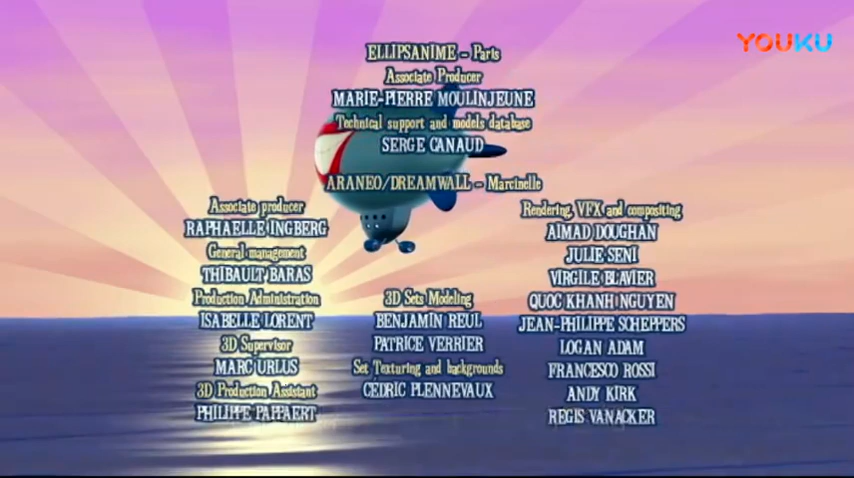 YOUKU
ELLIPSANIME - Paris
Associate Producer
MARIE-PIERRE MOULINJEUNE
Technical support and models database
SERGE CANAUD
ARANEO/DREAMWALL - Marcinelle
Associate producer
RAPHAELLE INGBERG
General management
THIBAULT BARAS
Production Administration
ISABELLE LORENT
3D Supervisor
MARC URLUS
3D Production Assistant
PHILIPPE PAPPAERT
3D Sets Modeling
BENJAMIN REUL
PATRICE VERRIER
Set Texturing and backgrounds
CÉDRIC PLENNEVAUX
Rendering, VFX and compositing
AIMAD DOUGHAN
JULIE SENI
VIRGILE BLAVIER
QUOC KHANH NGUYEN
JEAN-PHILIPPE SCHEPPERS
LOGAN ADAM
FRANCESCO ROSSI
ANDY KIRK
REGIS VANACKER